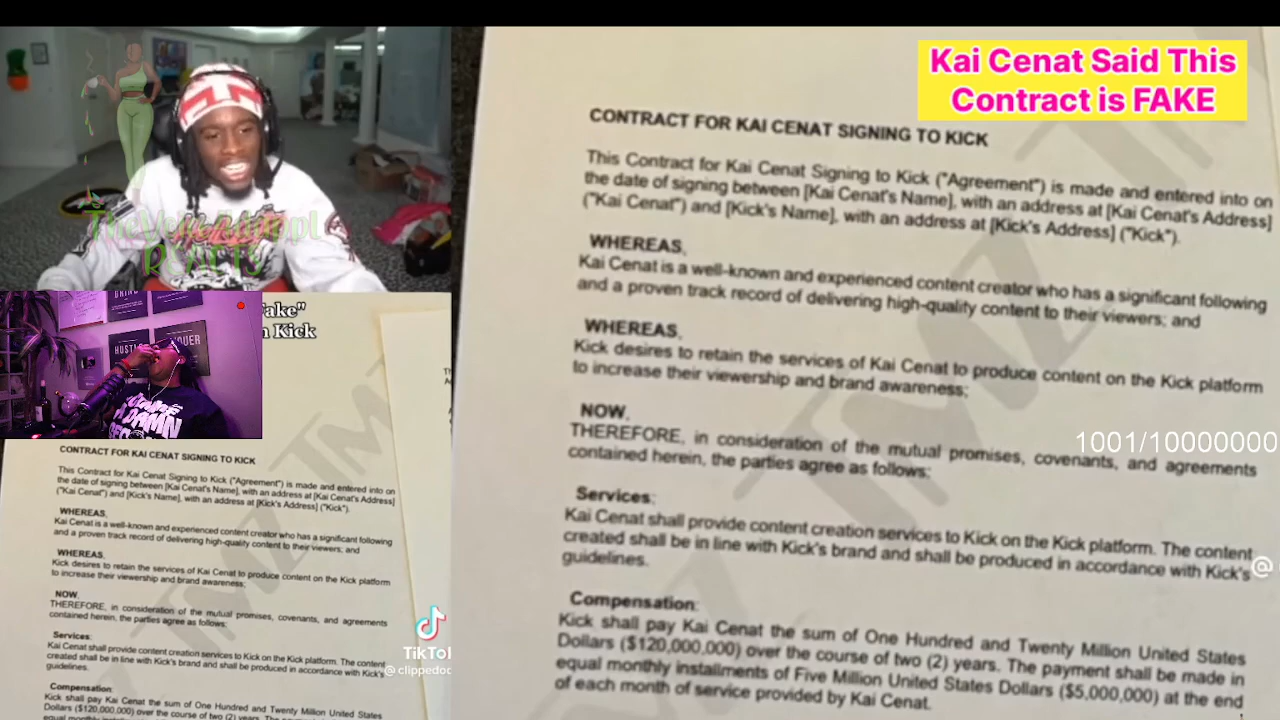 Kai Cenat Said This
Contract is FAKE
CONTRACT FOR KAI CENAT SIGNING TO KICK
This Contract for Kai Cenat Signing to Kick ("Agreement") is made and entered into on
the date of signing between [Kai Cenat's Name], with an address at [Kai Cenat's Address]
("Kai Cenat") and [Kick's Name], with an address at [Kick's Address] ("Kick").
WHEREAS,
Kai Cenat is a well-known and experienced content creator who has a significant following
and a proven track record of delivering high-quality content to their viewers; and
WHEREAS,
Kick desires to retain the services of Kai Cenat to produce content on the Kick platform
to increase their viewership and brand awareness;
NOW,
THEREFORE, in consideration of the mutual promises, covenants, and agreements
contained herein, the parties agree as follows:
Services:
Kai Cenat shall provide content creation services to Kick on the Kick platform. The content
created shall be in line with Kick's brand and shall be produced in accordance with Kick's
guidelines.
Compensation:
Kick shall pay Kai Cenat the sum of One Hundred and Twenty Million United States
Dollars ($120,000,000) over the course of two (2) years. The payment shall be made in
equal monthly installments of Five Million United States Dollars ($5,000,000) at the end
of each month of service provided by Kai Cenat.
TMZ
1001/10000000
@
REACTS
HUSTLE
A DAMN
Kick
CONTRACT FOR KAI CENAT SIGNING TO KICK
This Contract for Kai Cenat Signing to Kick ("Agreement") is made and entered into on
the date of signing between [Kai Cenat's Name], with an address at [Kai Cenat's Address]
("Kai Cenat") and [Kick's Name], with an address at [Kick's Address] ("Kick").
WHEREAS,
Kai Cenat is a well-known and experienced content creator who has a significant following
and a proven track record of delivering high-quality content to their viewers; and
WHEREAS,
Kick desires to retain the services of Kai Cenat to produce content on the Kick platform
to increase their viewership and brand awareness;
NOW,
THEREFORE, in consideration of the mutual promises, covenants, and agreements
contained herein, the parties agree as follows:
Services:
Kai Cenat shall provide content creation services to Kick on the Kick platform. The content
created shall be in line with Kick's brand and shall be produced in accordance with Kick's
guidelines.
Compensation:
Kick shall pay Kai Cenat the sum of One Hundred and Twenty Million United States
Dollars ($120,000,000) over the course of two (2) years. The payment shall be made in
TMZ
TikTo
@ clippedoc